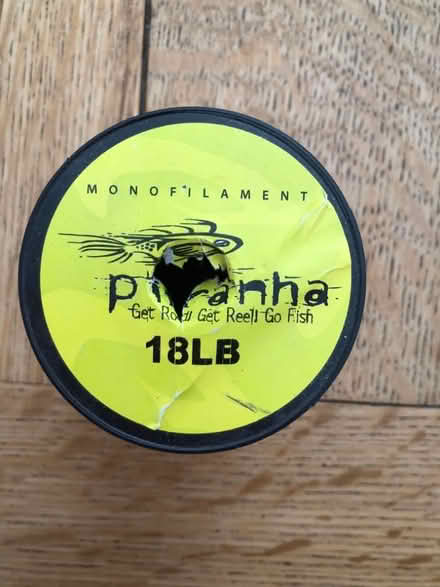 MONOFILAMENT
piranha
Get Rod! Get Reel! Go Fish
18LB